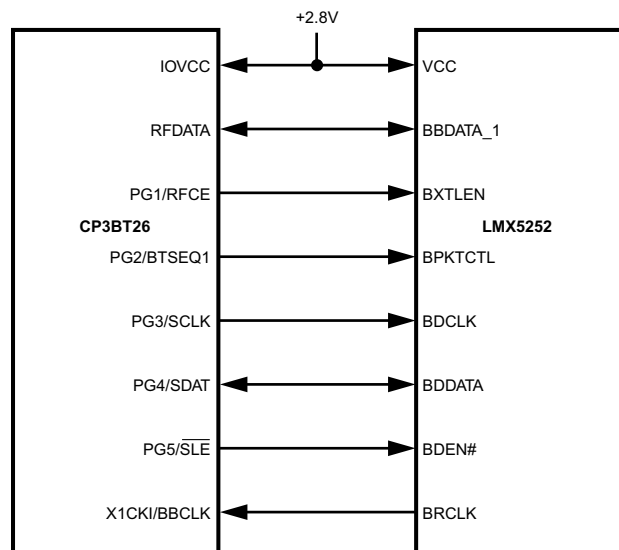 +2.8V
IOVCC VCC
RFDATA BBDATA_1
PG1/RFCE BXTLEN
CP3BT26 LMX5252
PG2/BTSEQ1 BPKTCTL
PG3/SCLK BDCLK
PG4/SDAT BDDATA
PG5/S̅L̅E̅ BDEN#
X1CKI/BBCLK BRCLK